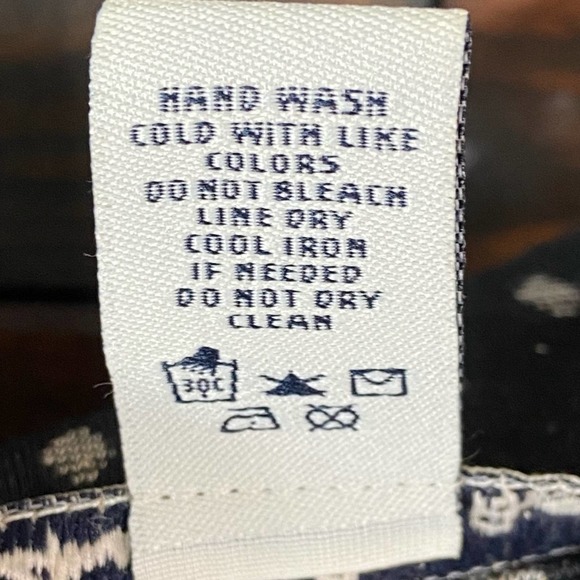 HAND WASH
COLD WITH LIKE
COLORS
DO NOT BLEACH
LINE DRY
COOL IRON
IF NEEDED
DO NOT DRY
CLEAN
30C